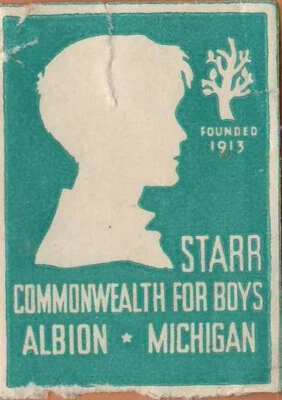 FOUNDED
1913
STARR
COMMONWEALTH FOR BOYS
ALBION * MICHIGAN